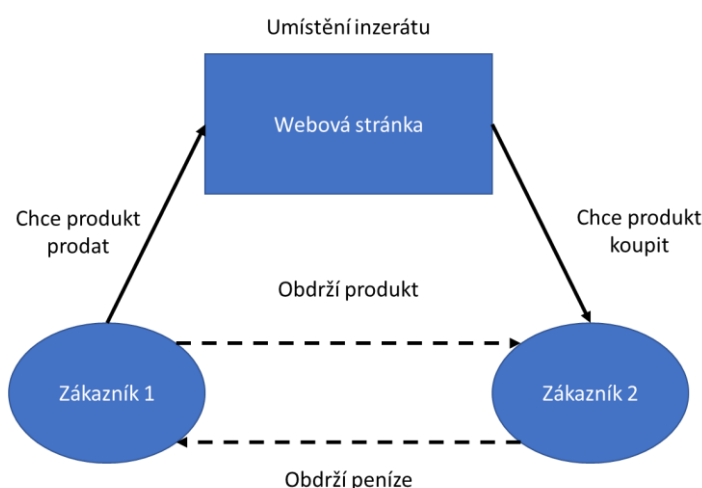 Umístění inzerátu
Webová stránka
Chce produkt
prodat
Chce produkt
koupit
Obdrží produkt
Zákazník 1
Zákazník 2
Obdrží peníze